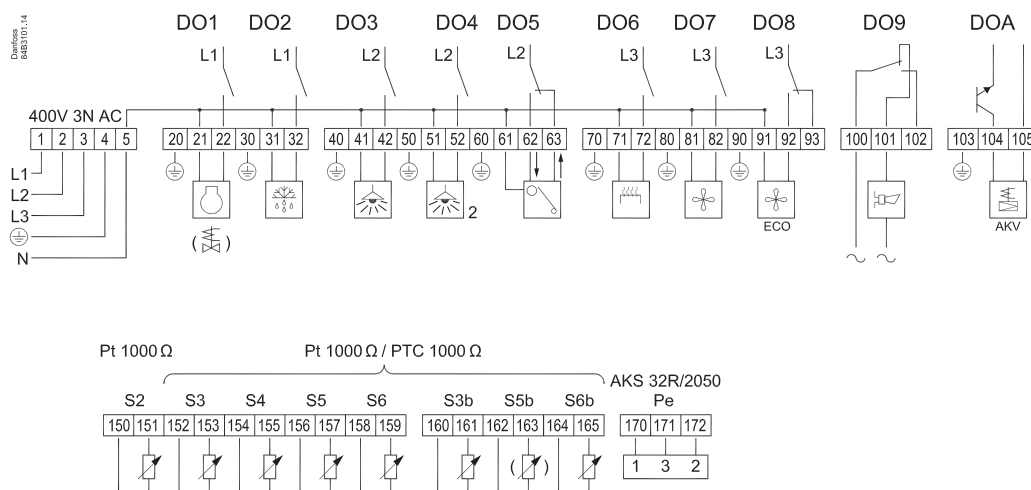 Danfoss
84B3101.14
DO1 DO2 DO3 DO4 DO5 DO6 DO7 DO8 DO9 DOA
L1 L1 L2 L2 L2 L3 L3 L3
400V 3N AC
1 2 3 4 5 20 21 22 30 31 32 40 41 42 50 51 52 60 61 62 63 70 71 72 80 81 82 90 91 92 93 100 101 102 103 104 105
L1
L2
L3
N
( )
2
ECO
AKV
Pt 1000 Ω
Pt 1000 Ω / PTC 1000 Ω
AKS 32R/2050
S2 S3 S4 S5 S6 S3b S5b S6b Pe
150 151 152 153 154 155 156 157 158 159 160 161 162 163 164 165 170 171 172
( )
1 3 2